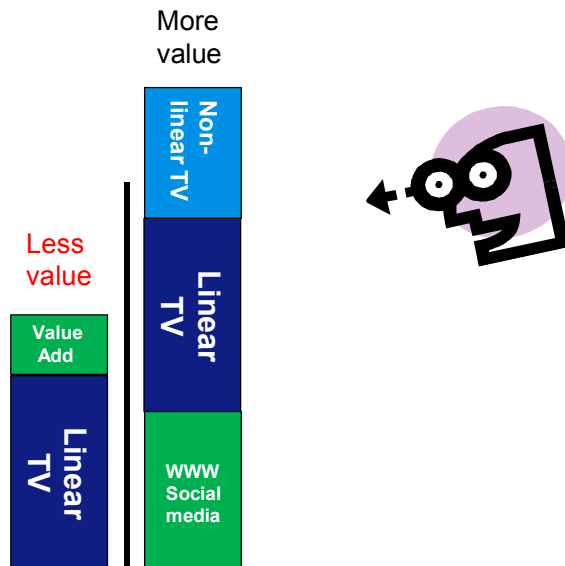 More
value
Non-
linear TV
Less
value
Linear
TV
Value
Add
Linear
TV
WWW
Social
media